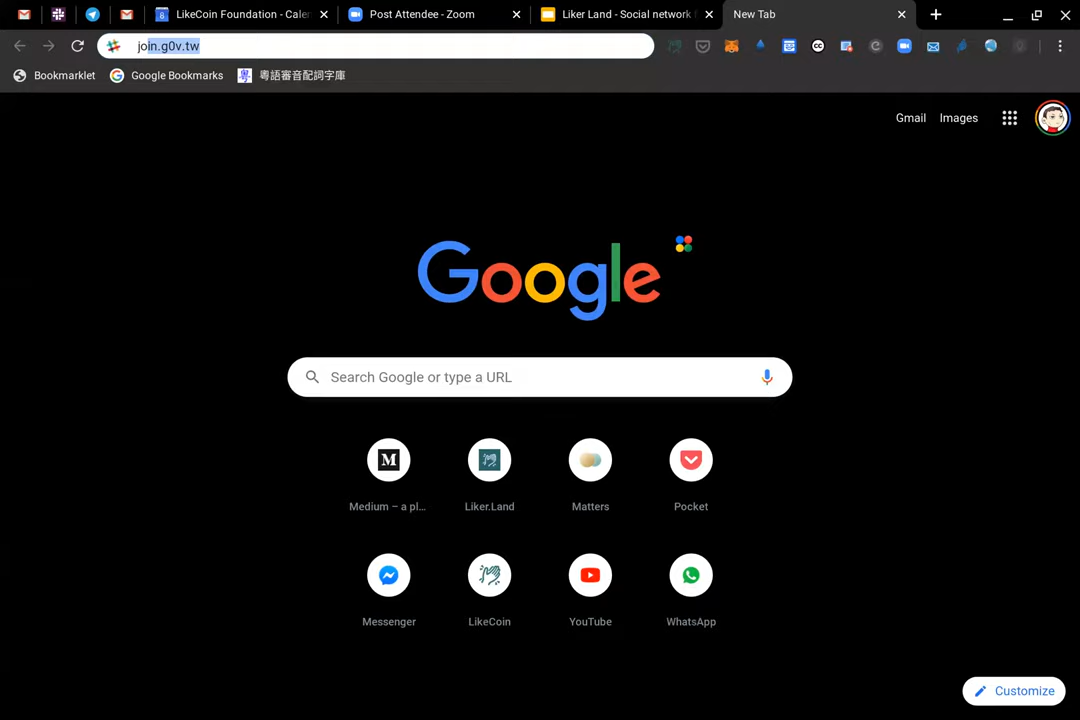 LikeCoin Foundation - Calen
Post Attendee - Zoom
Liker Land - Social network f
New Tab
join.g0v.tw
Bookmarklet
Google Bookmarks
粵語審音配詞字庫
Gmail
Images
Google
Search Google or type a URL
Medium – a pl...
Liker.Land
Matters
Pocket
Messenger
LikeCoin
YouTube
WhatsApp
Customize